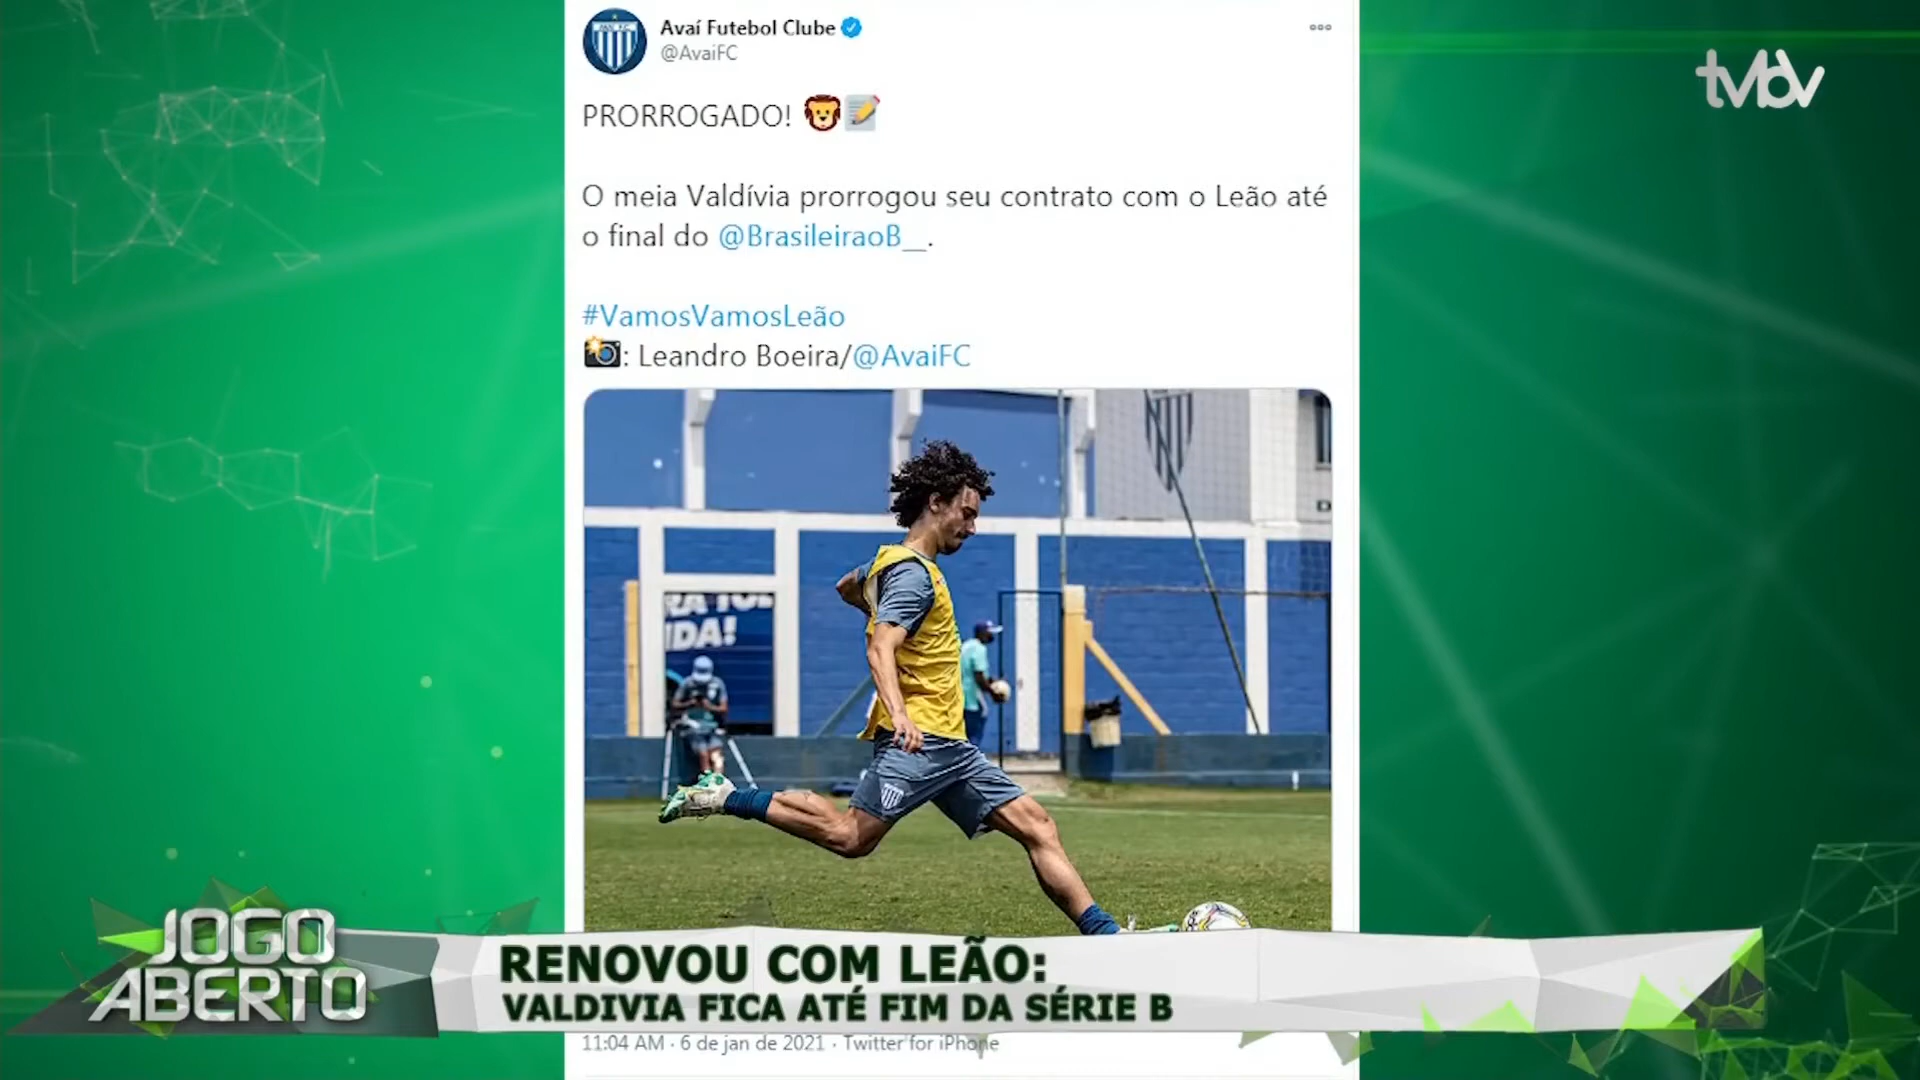 Avaí Futebol Clube
@AvaiFC
tvbv
PRORROGADO! 🦁📝
O meia Valdívia prorrogou seu contrato com o Leão até
o final do @BrasileiraoB__.
#VamosVamosLeão
📸: Leandro Boeira/@AvaiFC
IDA!
JOGO
ABERTO
RENOVOU COM LEÃO:
VALDIVIA FICA ATÉ FIM DA SÉRIE B
11:04 AM · 6 de jan de 2021 · Twitter for iPhone